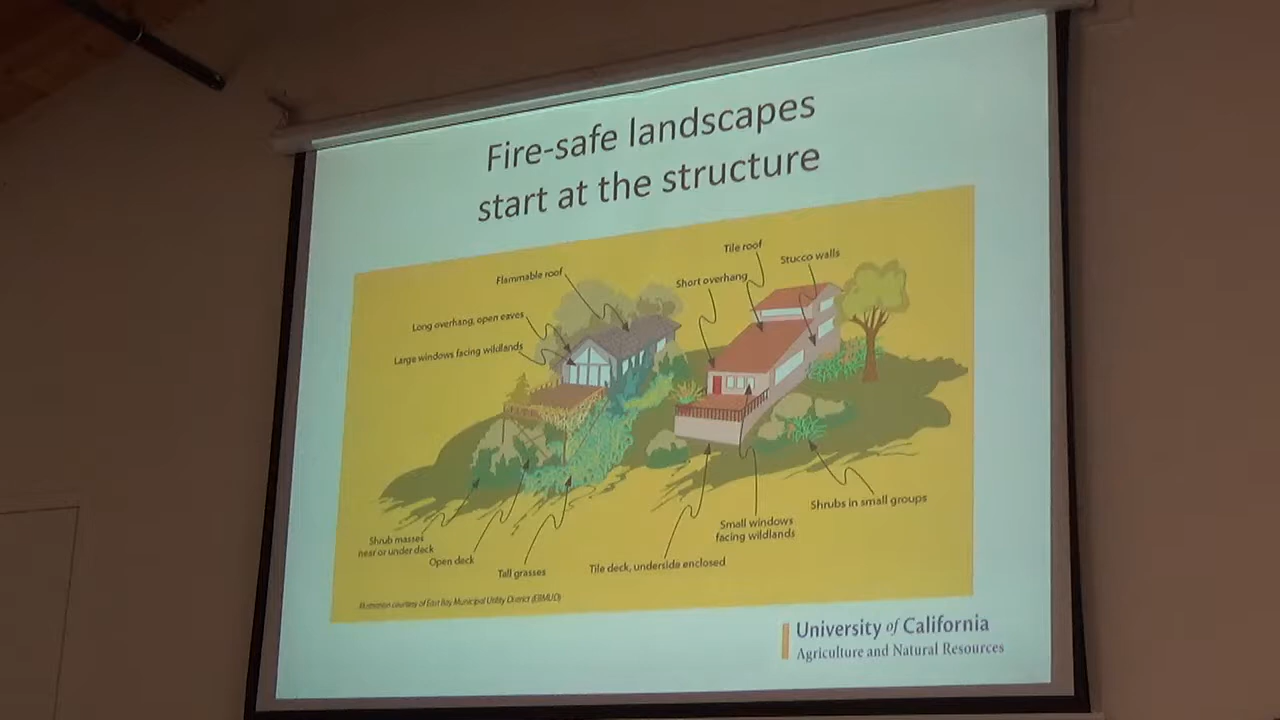 Fire-safe landscapes
start at the structure
Tile roof
Stucco walls
Flammable roof
Short overhang
Long overhang, open eaves
Large windows facing wildlands
Shrubs in small groups
Small windows
facing wildlands
Shrub masses
near or under deck
Open deck
Tall grasses
Tile deck, underside enclosed
Illustration courtesy of East Bay Municipal Utility District (EBMUD)
University of California
Agriculture and Natural Resources